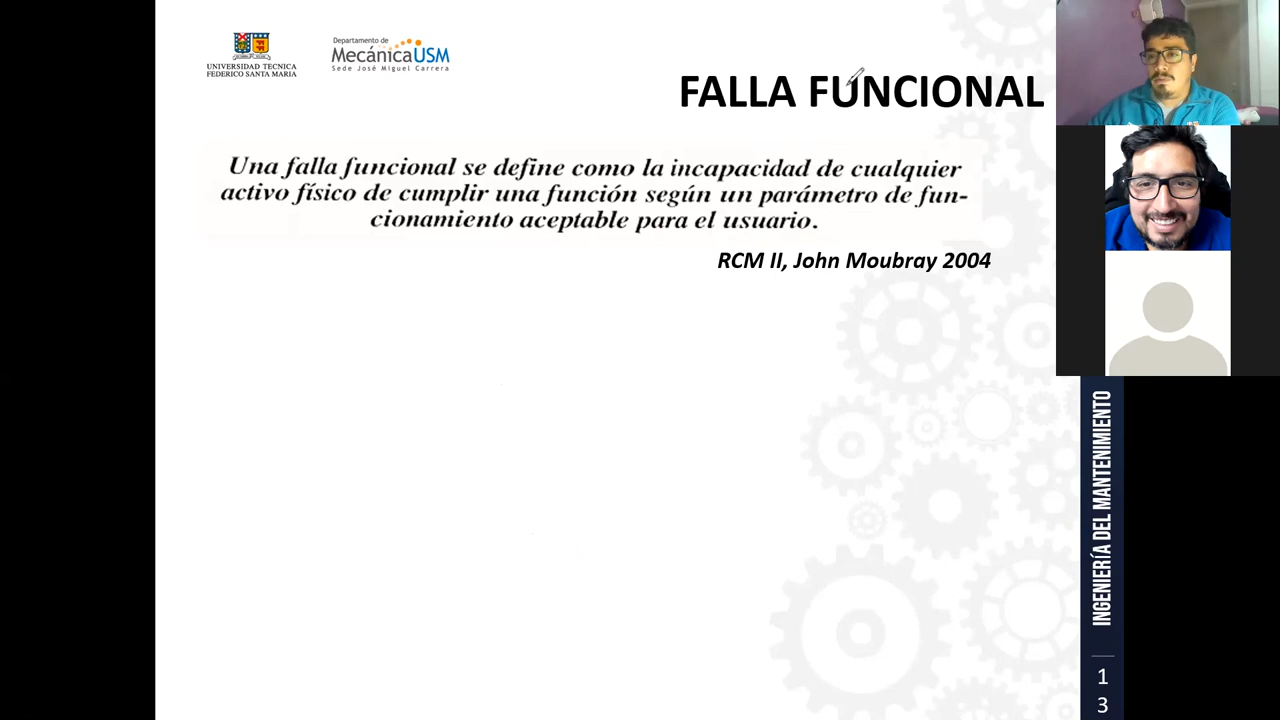 UNIVERSIDAD TECNICA
FEDERICO SANTA MARIA
Departamento de
MecánicaUSM
Sede José Miguel Carrera
FALLA FUNCIONAL
Una falla funcional se define como la incapacidad de cualquier
activo físico de cumplir una función según un parámetro de fun-
cionamiento aceptable para el usuario.
RCM II, John Moubray 2004
INGENIERÍA DEL MANTENIMIENTO
1
3